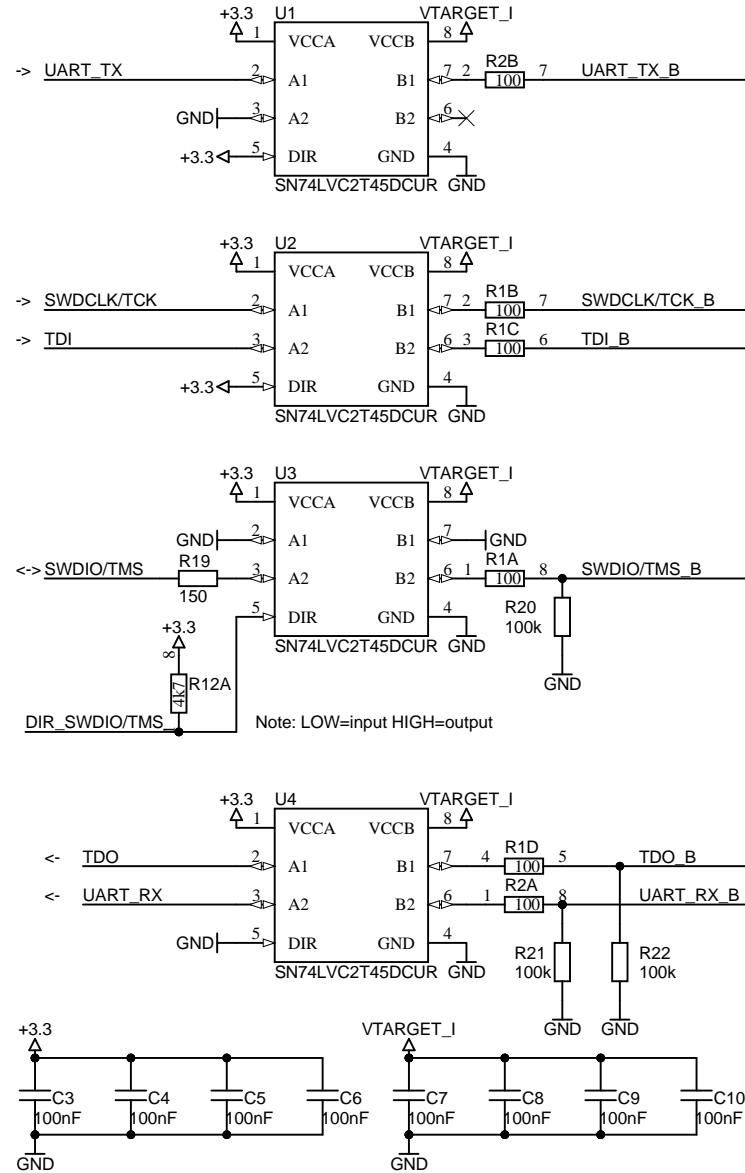 +3.3 U1 VTARGET_I
1 VCCA VCCB 8
-> UART_TX 2 A1 B1 7 2 R2B 100 7 UART_TX_B
GND 3 A2 B2 6
+3.3 5 DIR GND 4
SN74LVC2T45DCUR GND
+3.3 U2 VTARGET_I
1 VCCA VCCB 8
-> SWDCLK/TCK 2 A1 B1 7 2 R1B 100 7 SWDCLK/TCK_B
-> TDI 3 A2 B2 6 3 R1C 100 6 TDI_B
+3.3 5 DIR GND 4
SN74LVC2T45DCUR GND
+3.3 U3 VTARGET_I
1 VCCA VCCB 8
GND 2 A1 B1 7 GND
<-> SWDIO/TMS R19 150 3 A2 B2 6 1 R1A 100 8 SWDIO/TMS_B
5 DIR GND 4 R20 100k
SN74LVC2T45DCUR GND
+3.3
8 R12A 4k7 GND
DIR_SWDIO/TMS_ Note: LOW=input HIGH=output
+3.3 U4 VTARGET_I
1 VCCA VCCB 8
<- TDO 2 A1 B1 7 4 R1D 100 5 TDO_B
<- UART_RX 3 A2 B2 6 1 R2A 100 8 UART_RX_B
GND 5 DIR GND 4 R21 100k R22 100k
SN74LVC2T45DCUR GND
GND GND
+3.3 VTARGET_I
C3 C4 C5 C6 C7 C8 C9 C10
100nF 100nF 100nF 100nF 100nF 100nF 100nF 100nF
GND GND